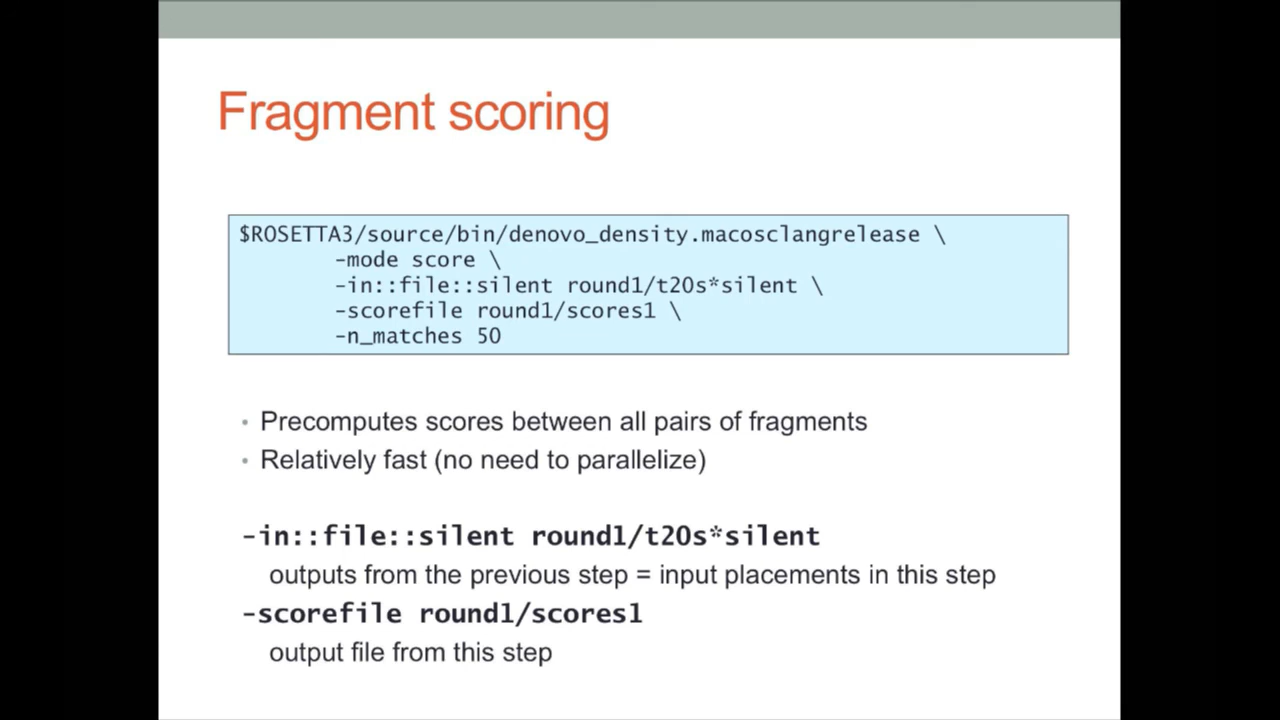 Fragment scoring
$ROSETTA3/source/bin/denovo_density.macosclangrelease \
-mode score \
-in::file::silent round1/t20s*silent \
-scorefile round1/scores1 \
-n_matches 50
• Precomputes scores between all pairs of fragments
• Relatively fast (no need to parallelize)
-in::file::silent round1/t20s*silent
outputs from the previous step = input placements in this step
-scorefile round1/scores1
output file from this step